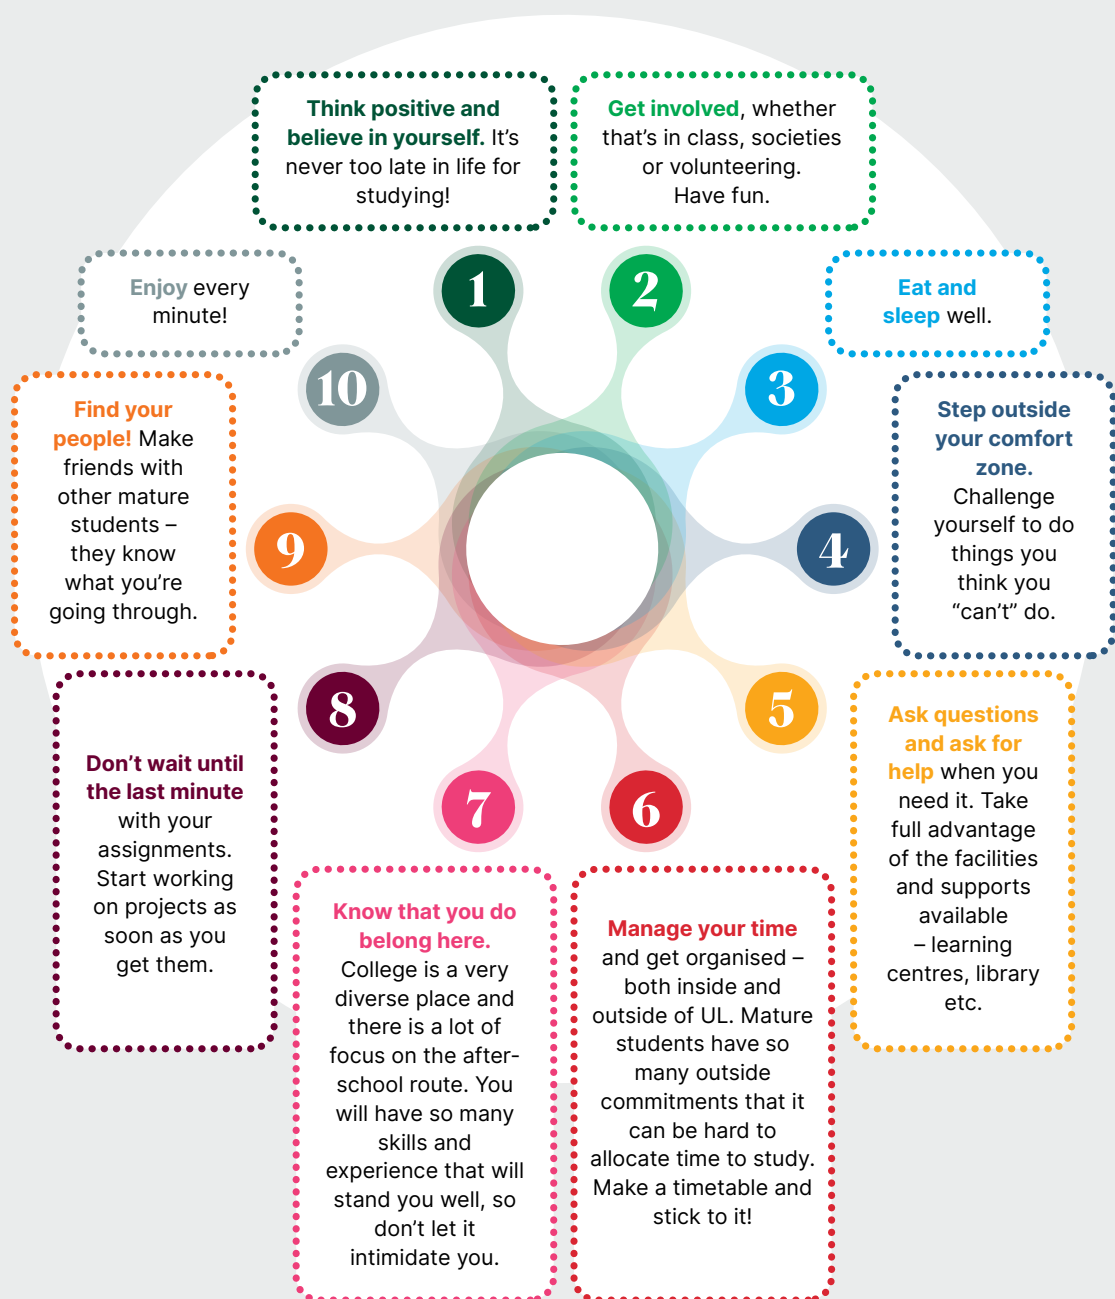 1
Think positive and
believe in yourself. It’s
never too late in life for
studying!
2
Get involved, whether
that’s in class, societies
or volunteering.
Have fun.
3
Eat and
sleep well.
4
Step outside
your comfort
zone.
Challenge
yourself to do
things you
think you
“can’t” do.
5
Ask questions
and ask for
help when you
need it. Take
full advantage
of the facilities
and supports
available
– learning
centres, library
etc.
6
Manage your time
and get organised –
both inside and
outside of UL. Mature
students have so
many outside
commitments that it
can be hard to
allocate time to study.
Make a timetable and
stick to it!
7
Know that you do
belong here.
College is a very
diverse place and
there is a lot of
focus on the after-
school route. You
will have so many
skills and
experience that will
stand you well, so
don’t let it
intimidate you.
8
Don’t wait until
the last minute
with your
assignments.
Start working
on projects as
soon as you
get them.
9
Find your
people! Make
friends with
other mature
students –
they know
what you’re
going through.
10
Enjoy every
minute!